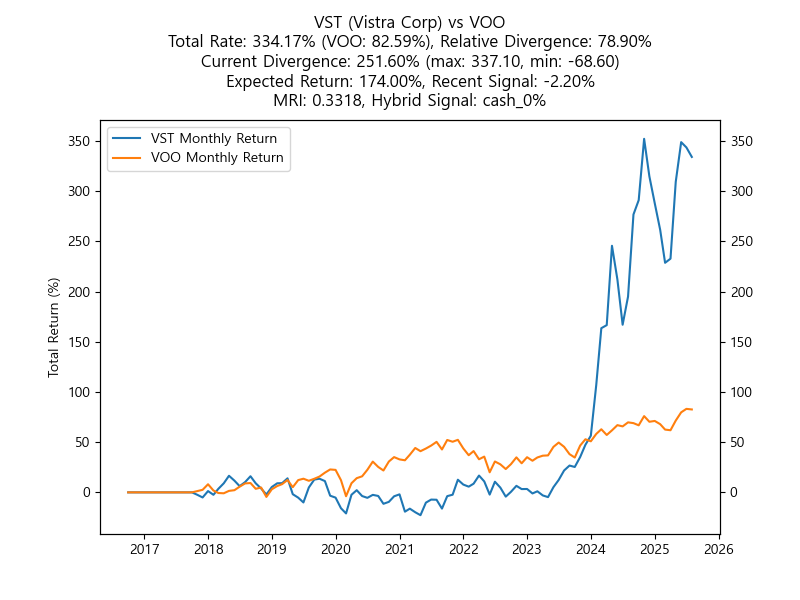 VST (Vistra Corp) vs VOO
Total Rate: 334.17% (VOO: 82.59%), Relative Divergence: 78.90%
Current Divergence: 251.60% (max: 337.10, min: -68.60)
Expected Return: 174.00%, Recent Signal: -2.20%
MRI: 0.3318, Hybrid Signal: cash_0%
VST Monthly Return
VOO Monthly Return
Total Return (%)
350
300
250
200
150
100
50
0
350
300
250
200
150
100
50
0
2017 2018 2019 2020 2021 2022 2023 2024 2025 2026